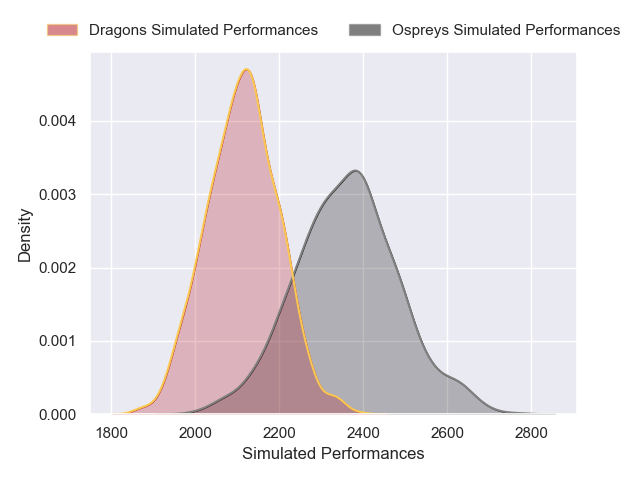 Dragons Simulated Performances Ospreys Simulated Performances
0.004
0.003
0.002
0.001
0.000
Density
1800 2000 2200 2400 2600 2800
Simulated Performances